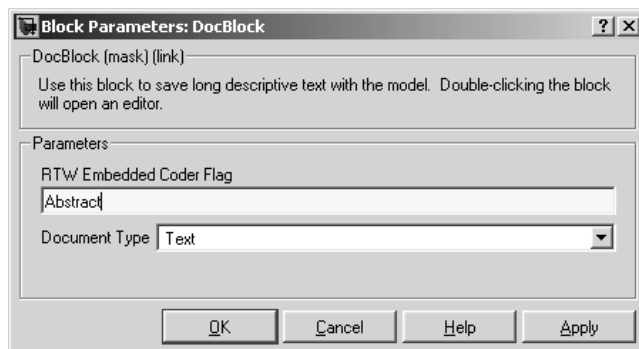 Block Parameters: DocBlock
DocBlock (mask) (link)
Use this block to save long descriptive text with the model. Double-clicking the block
will open an editor.
Parameters
RTW Embedded Coder Flag
Abstract
Document Type Text
OK Cancel Help Apply